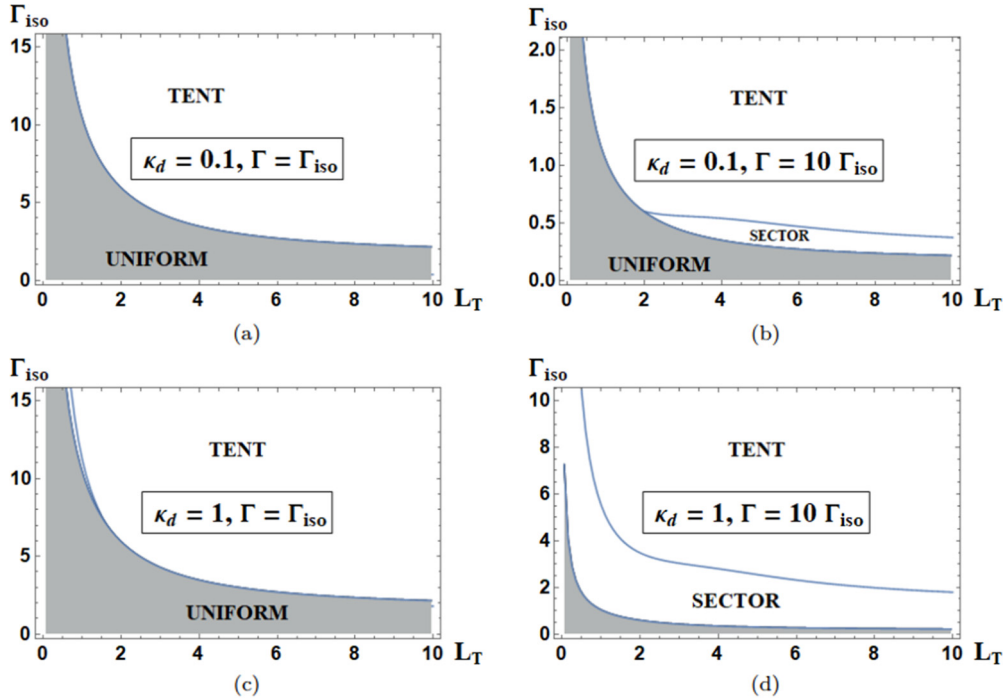 Γiso
15
10
5
0
TENT
κd = 0.1, Γ = Γiso
UNIFORM
0 2 4 6 8 10 LT
(a)
Γiso
2.0
1.5
1.0
0.5
0.0
TENT
κd = 0.1, Γ = 10 Γiso
SECTOR
UNIFORM
0 2 4 6 8 10 LT
(b)
Γiso
15
10
5
0
TENT
κd = 1, Γ = Γiso
UNIFORM
0 2 4 6 8 10 LT
(c)
Γiso
10
8
6
4
2
0
TENT
κd = 1, Γ = 10 Γiso
SECTOR
0 2 4 6 8 10 LT
(d)